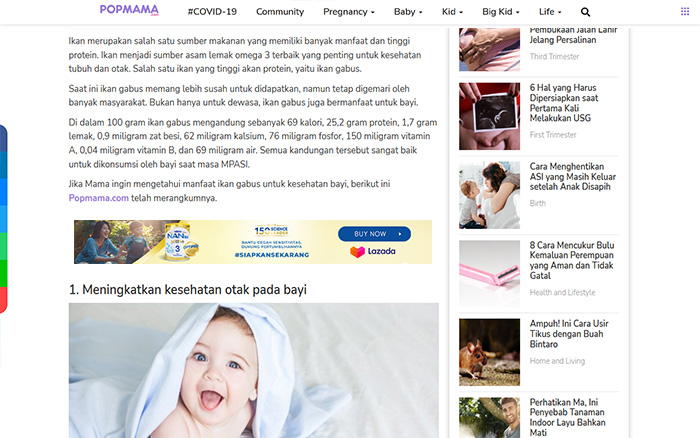 POPMAMA
.com
#COVID-19 Community Pregnancy Baby Kid Big Kid Life
Ikan merupakan salah satu sumber makanan yang memiliki banyak manfaat dan tinggi
protein. Ikan menjadi sumber asam lemak omega 3 terbaik yang penting untuk kesehatan
tubuh dan otak. Salah satu ikan yang tinggi akan protein, yaitu ikan gabus.
Saat ini ikan gabus memang lebih susah untuk didapatkan, namun tetap digemari oleh
banyak masyarakat. Bukan hanya untuk dewasa, ikan gabus juga bermanfaat untuk bayi.
Di dalam 100 gram ikan gabus mengandung sebanyak 69 kalori, 25,2 gram protein, 1,7 gram
lemak, 0,9 miligram zat besi, 62 miligram kalsium, 76 miligram fosfor, 150 miligram vitamin
A, 0,04 miligram vitamin B, dan 69 miligram air. Semua kandungan tersebut sangat baik
untuk dikonsumsi oleh bayi saat masa MPASI.
Jika Mama ingin mengetahui manfaat ikan gabus untuk kesehatan bayi, berikut ini
Popmama.com telah merangkumnya.
NAN
3
BANTU CEGAH SENSITIVITAS,
DUKUNG PERTUMBUHANNYA
#SIAPKANSEKARANG
BUY NOW
Lazada
1. Meningkatkan kesehatan otak pada bayi
Pembukaan Jalan Lahir
Jelang Persalinan
Third Trimester
6 Hal yang Harus
Dipersiapkan saat
Pertama Kali
Melakukan USG
First Trimester
Cara Menghentikan
ASI yang Masih Keluar
setelah Anak Disapih
Birth
8 Cara Mencukur Bulu
Kemaluan Perempuan
yang Aman dan Tidak
Gatal
Health and Lifestyle
Ampuh! Ini Cara Usir
Tikus dengan Buah
Bintaro
Home and Living
Perhatikan Ma, Ini
Penyebab Tanaman
Indoor Layu Bahkan
Mati